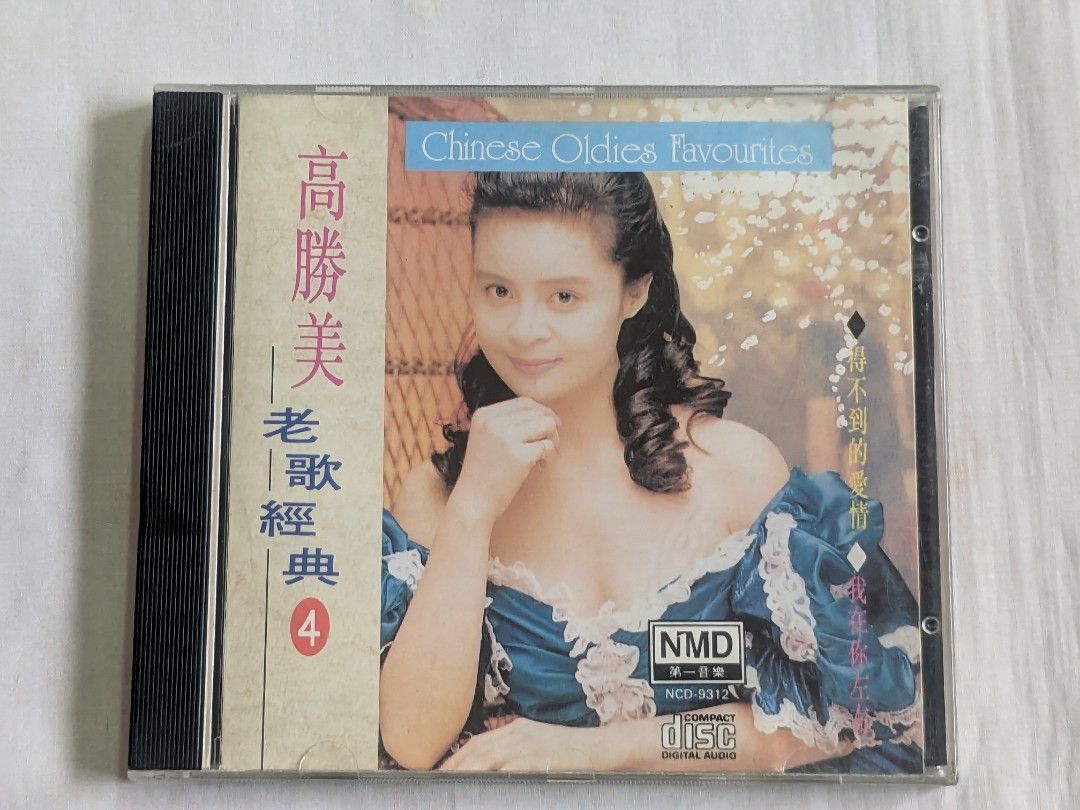 Chinese Oldies Favourites
高勝美
老歌經典
4
◆得不到的愛情◆我在你左右
NMD
第一音樂
NCD-9312
COMPACT
disc
DIGITAL AUDIO